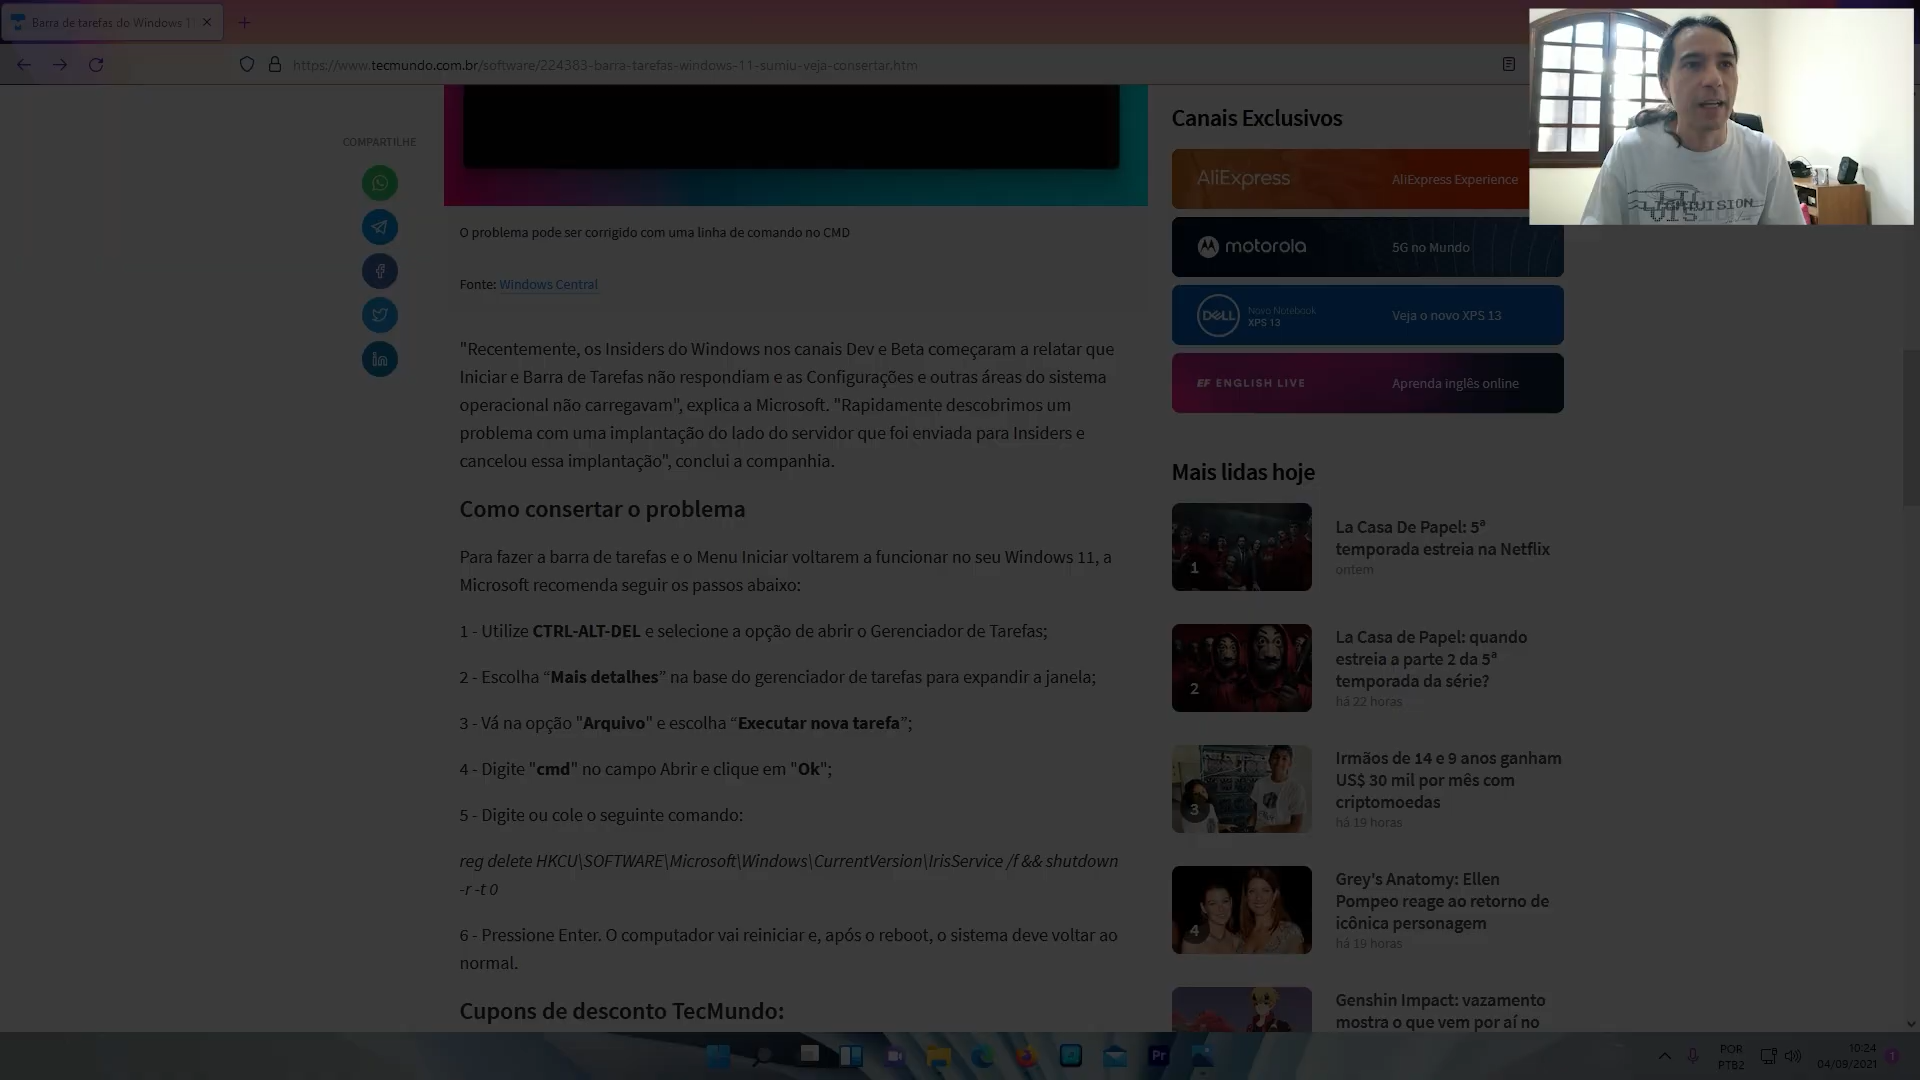 Barra de tarefas do Windows 1
https://www.tecmundo.com.br/software/224383-barra-tarefas-windows-11-sumiu-veja-consertar.htm
COMPARTILHE
O problema pode ser corrigido com uma linha de comando no CMD
Fonte: Windows Central
"Recentemente, os Insiders do Windows nos canais Dev e Beta começaram a relatar que
Iniciar e Barra de Tarefas não respondiam e as Configurações e outras áreas do sistema
operacional não carregavam", explica a Microsoft. "Rapidamente descobrimos um
problema com uma implantação do lado do servidor que foi enviada para Insiders e
cancelou essa implantação", conclui a companhia.
Como consertar o problema
Para fazer a barra de tarefas e o Menu Iniciar voltarem a funcionar no seu Windows 11, a
Microsoft recomenda seguir os passos abaixo:
1 - Utilize CTRL-ALT-DEL e selecione a opção de abrir o Gerenciador de Tarefas;
2 - Escolha “Mais detalhes” na base do gerenciador de tarefas para expandir a janela;
3 - Vá na opção "Arquivo" e escolha “Executar nova tarefa”;
4 - Digite "cmd" no campo Abrir e clique em "Ok";
5 - Digite ou cole o seguinte comando:
reg delete HKCU\SOFTWARE\Microsoft\Windows\CurrentVersion\IrisService /f && shutdown
-r -t 0
6 - Pressione Enter. O computador vai reiniciar e, após o reboot, o sistema deve voltar ao
normal.
Cupons de desconto TecMundo:
Canais Exclusivos
AliExpress AliExpress Experience
motorola 5G no Mundo
DELL Novo Notebook
XPS 13 Veja o novo XPS 13
EF ENGLISH LIVE Aprenda inglês online
Mais lidas hoje
1
La Casa De Papel: 5ª
temporada estreia na Netflix
ontem
2
La Casa de Papel: quando
estreia a parte 2 da 5ª
temporada da série?
há 22 horas
3
Irmãos de 14 e 9 anos ganham
US$ 30 mil por mês com
criptomoedas
há 19 horas
4
Grey's Anatomy: Ellen
Pompeo reage ao retorno de
icônica personagem
há 19 horas
Genshin Impact: vazamento
mostra o que vem por aí no
Pr
POR
PTB2
10:24
04/09/2021
1